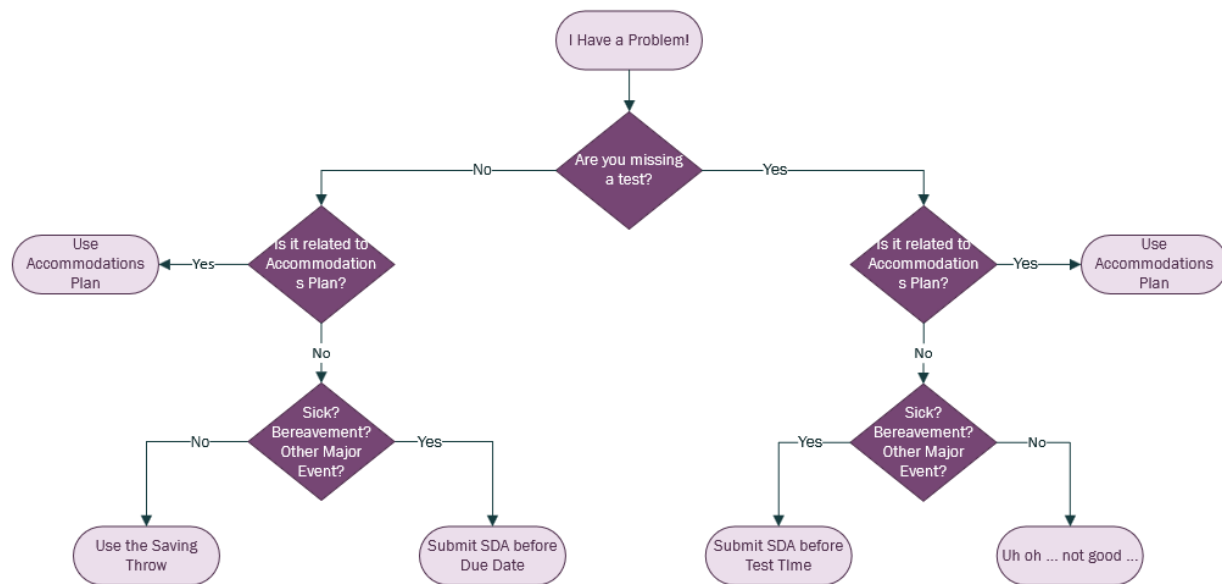 I Have a Problem!
Are you missing
a test?
No
Yes
Is it related to
Accommodation
s Plan?
Yes
Use
Accommodations
Plan
Is it related to
Accommodation
s Plan?
Yes
Use
Accommodations
Plan
No
No
Sick?
Bereavement?
Other Major
Event?
No
Yes
Sick?
Bereavement?
Other Major
Event?
Yes
No
Use the Saving
Throw
Submit SDA before
Due Date
Submit SDA before
Test TIme
Uh oh ... not good ...